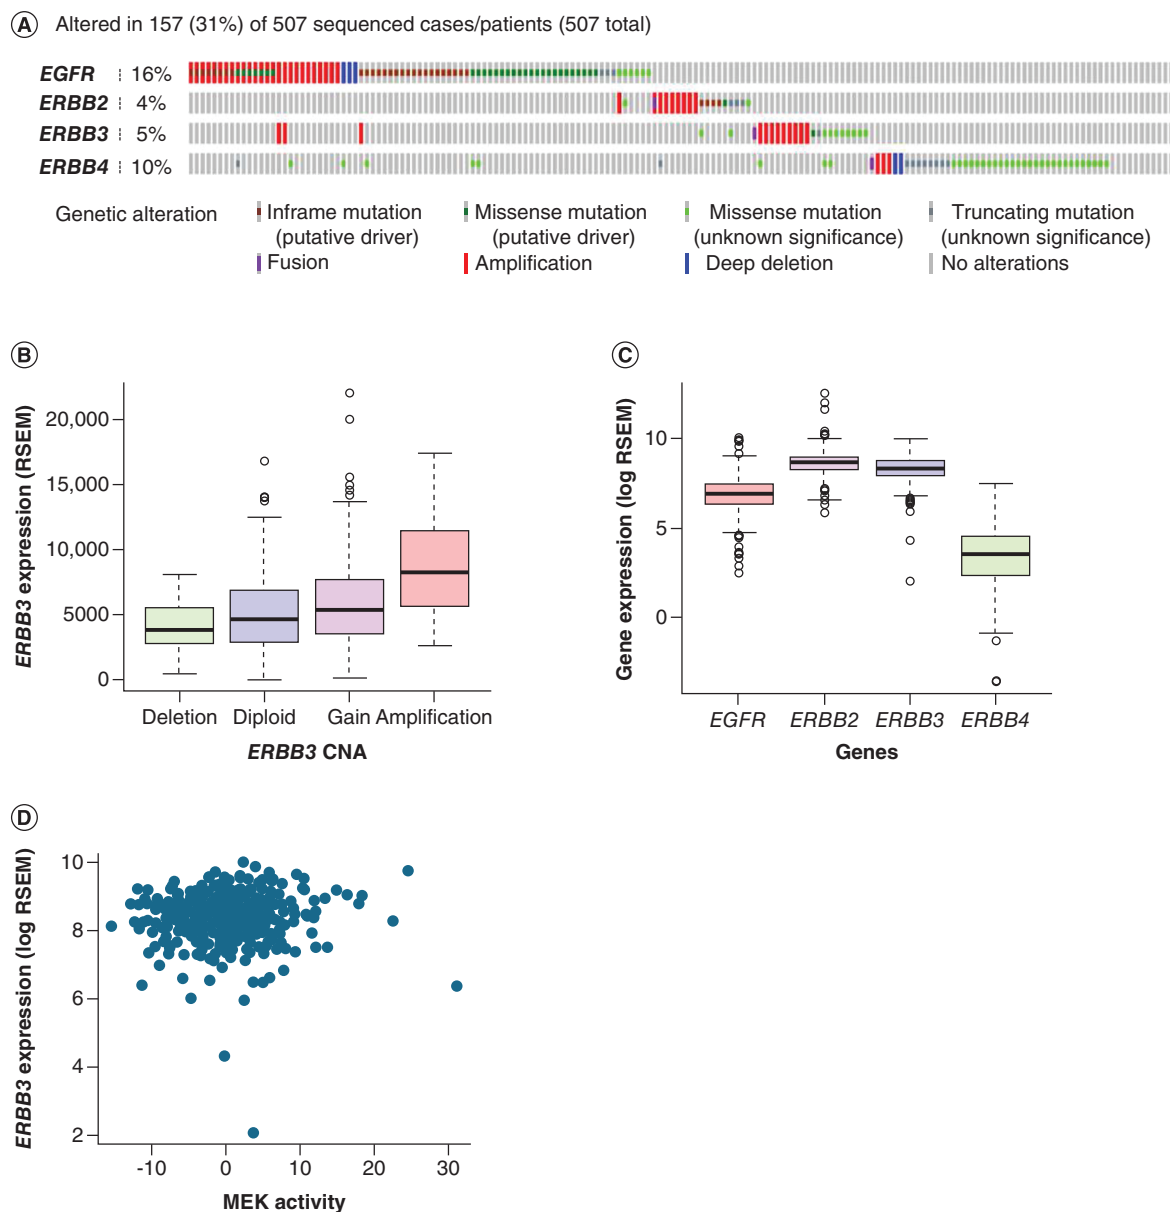 A Altered in 157 (31%) of 507 sequenced cases/patients (507 total)
EGFR 16%
ERBB2 4%
ERBB3 5%
ERBB4 10%
Genetic alteration
Inframe mutation (putative driver)
Missense mutation (putative driver)
Missense mutation (unknown significance)
Truncating mutation (unknown significance)
Fusion
Amplification
Deep deletion
No alterations
B
ERBB3 expression (RSEM)
20,000
15,000
10,000
5000
0
Deletion Diploid Gain Amplification
ERBB3 CNA
C
Gene expression (log RSEM)
10
5
0
EGFR ERBB2 ERBB3 ERBB4
Genes
D
ERBB3 expression (log RSEM)
10
8
6
4
2
-10 0 10 20 30
MEK activity